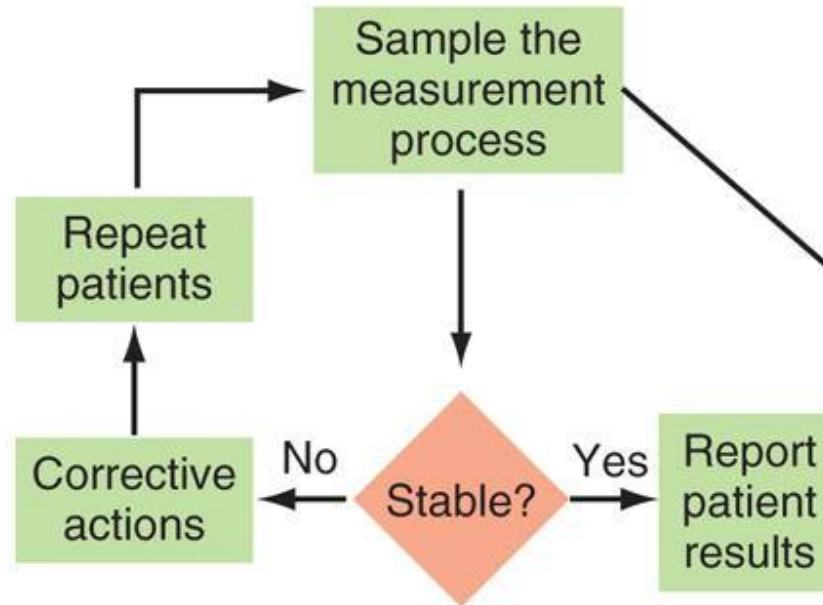 Sample the
measurement
process
Repeat
patients
Corrective
actions
No
Stable?
Yes
Report
patient
results